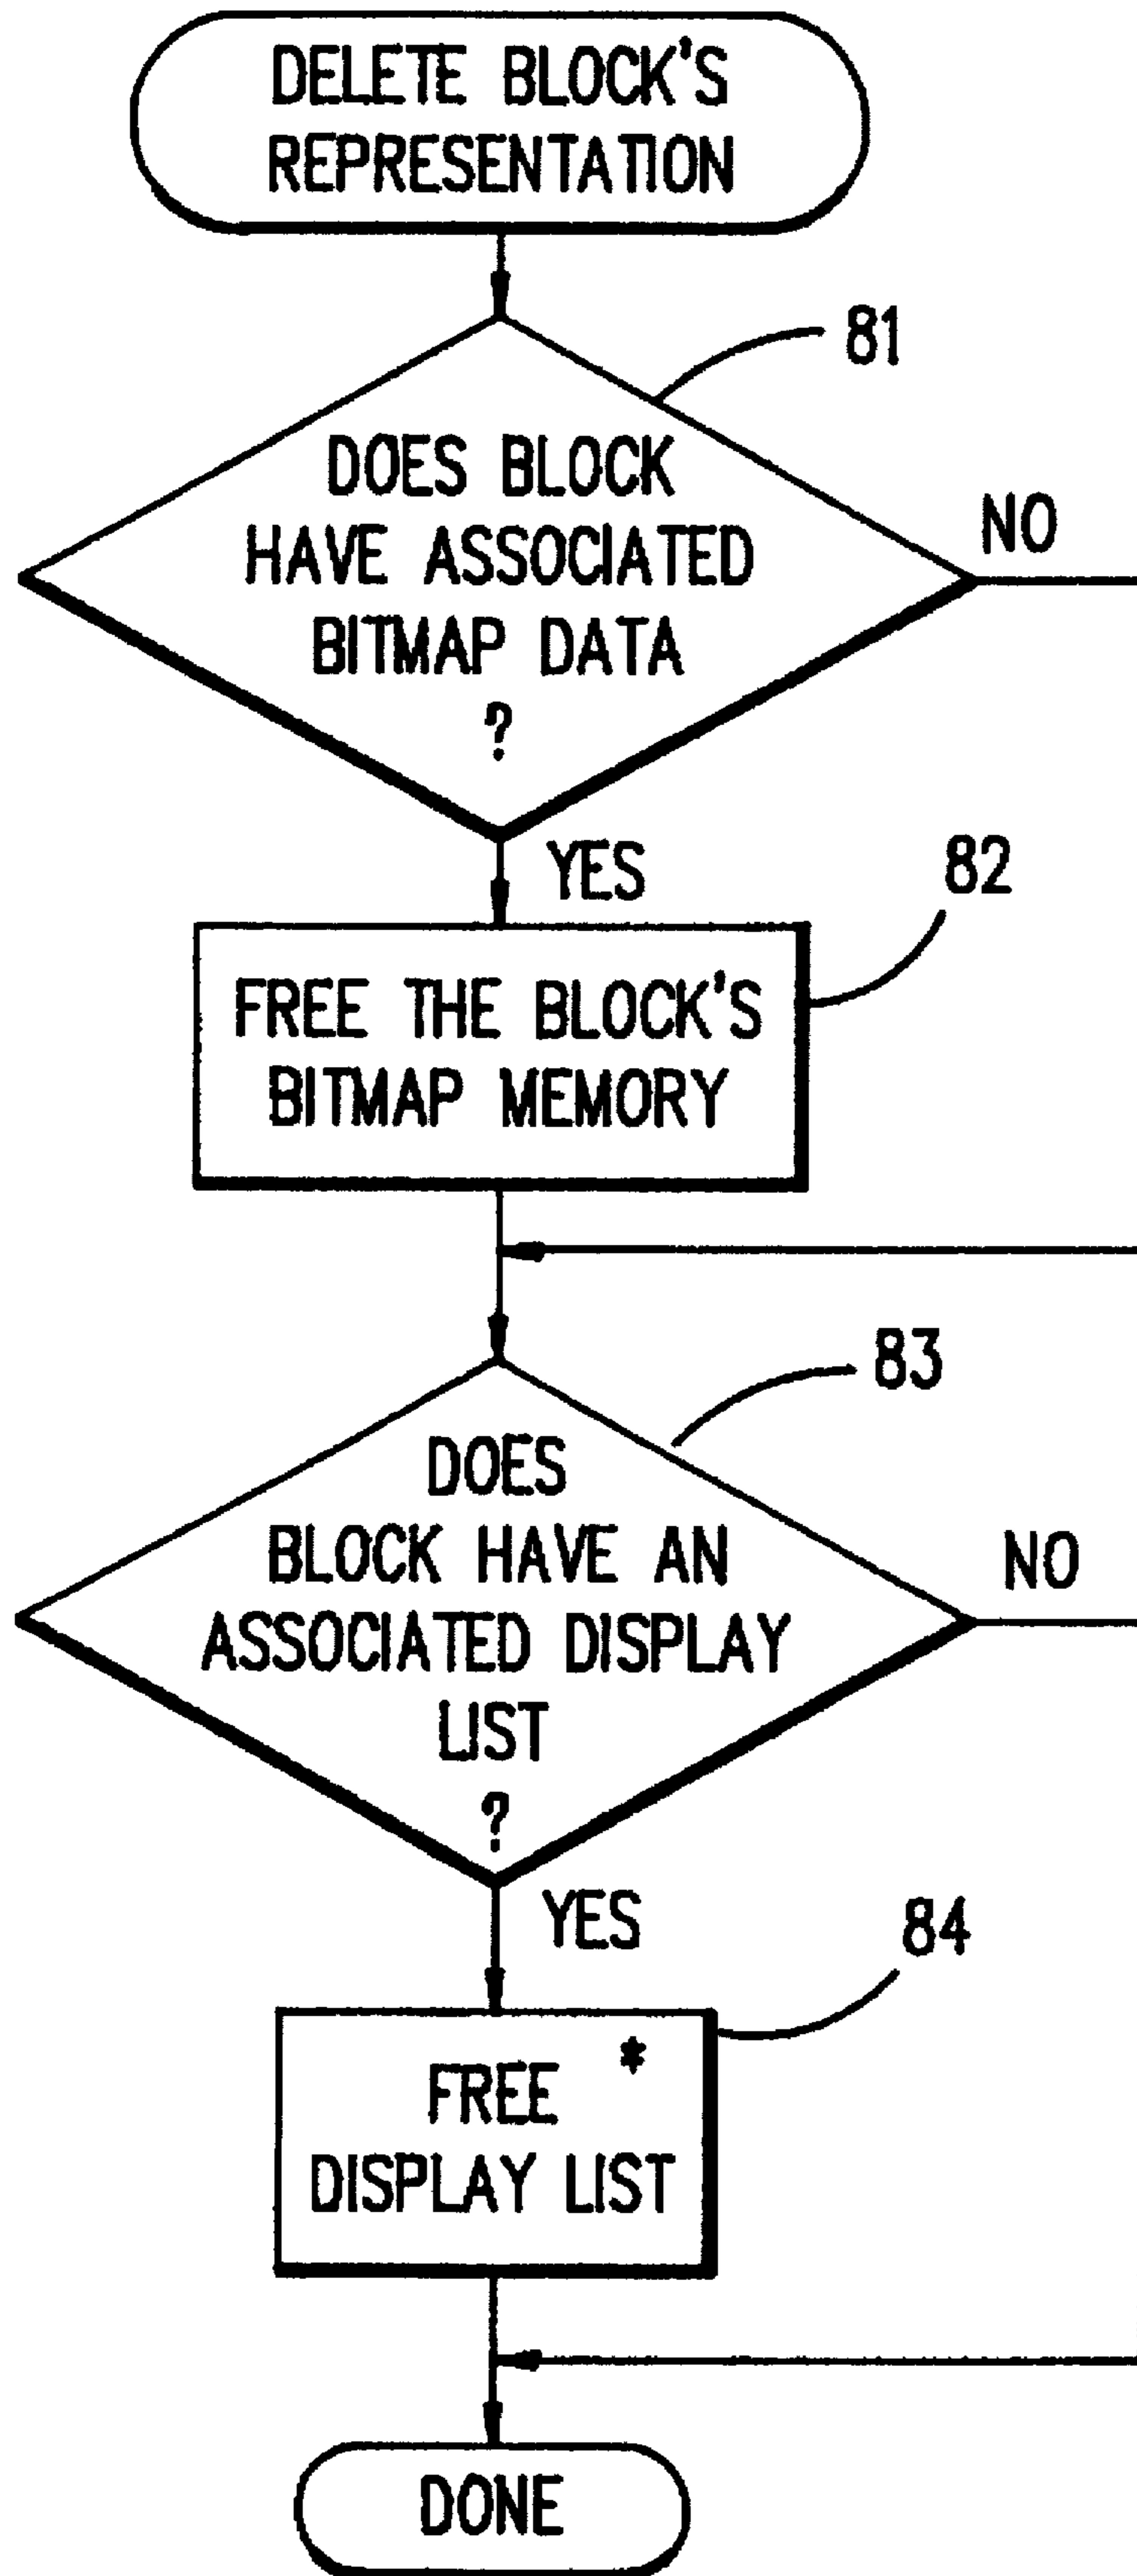 DELETE BLOCK'S
REPRESENTATION
81
DOES BLOCK
HAVE ASSOCIATED
BITMAP DATA
?
NO
YES
82
FREE THE BLOCK'S
BITMAP MEMORY
83
DOES
BLOCK HAVE AN
ASSOCIATED DISPLAY
LIST
?
NO
YES
84
FREE *
DISPLAY LIST
DONE